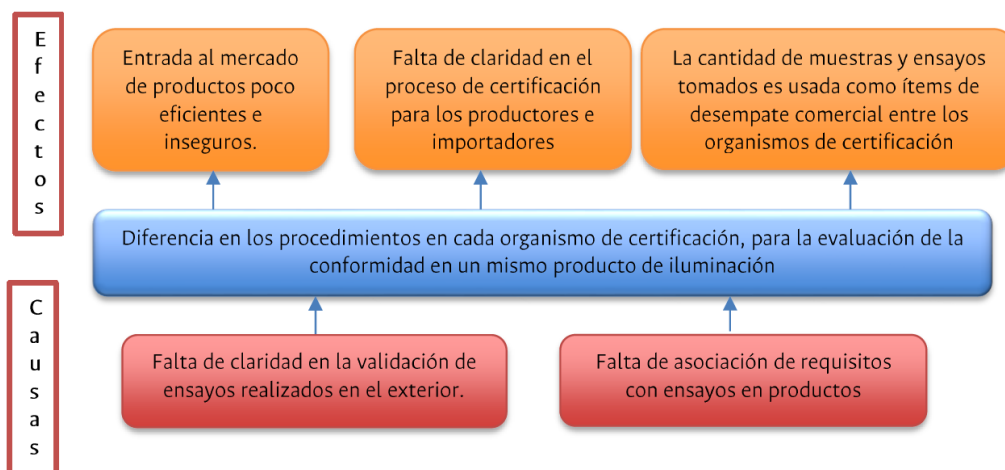 Efectos
Entrada al mercado
de productos poco
eficientes e
inseguros.
Falta de claridad en el
proceso de certificación
para los productores e
importadores
La cantidad de muestras y ensayos
tomados es usada como ítems de
desempate comercial entre los
organismos de certificación
Diferencia en los procedimientos en cada organismo de certificación, para la evaluación de la
conformidad en un mismo producto de iluminación
Causas
Falta de claridad en la validación de
ensayos realizados en el exterior.
Falta de asociación de requisitos
con ensayos en productos